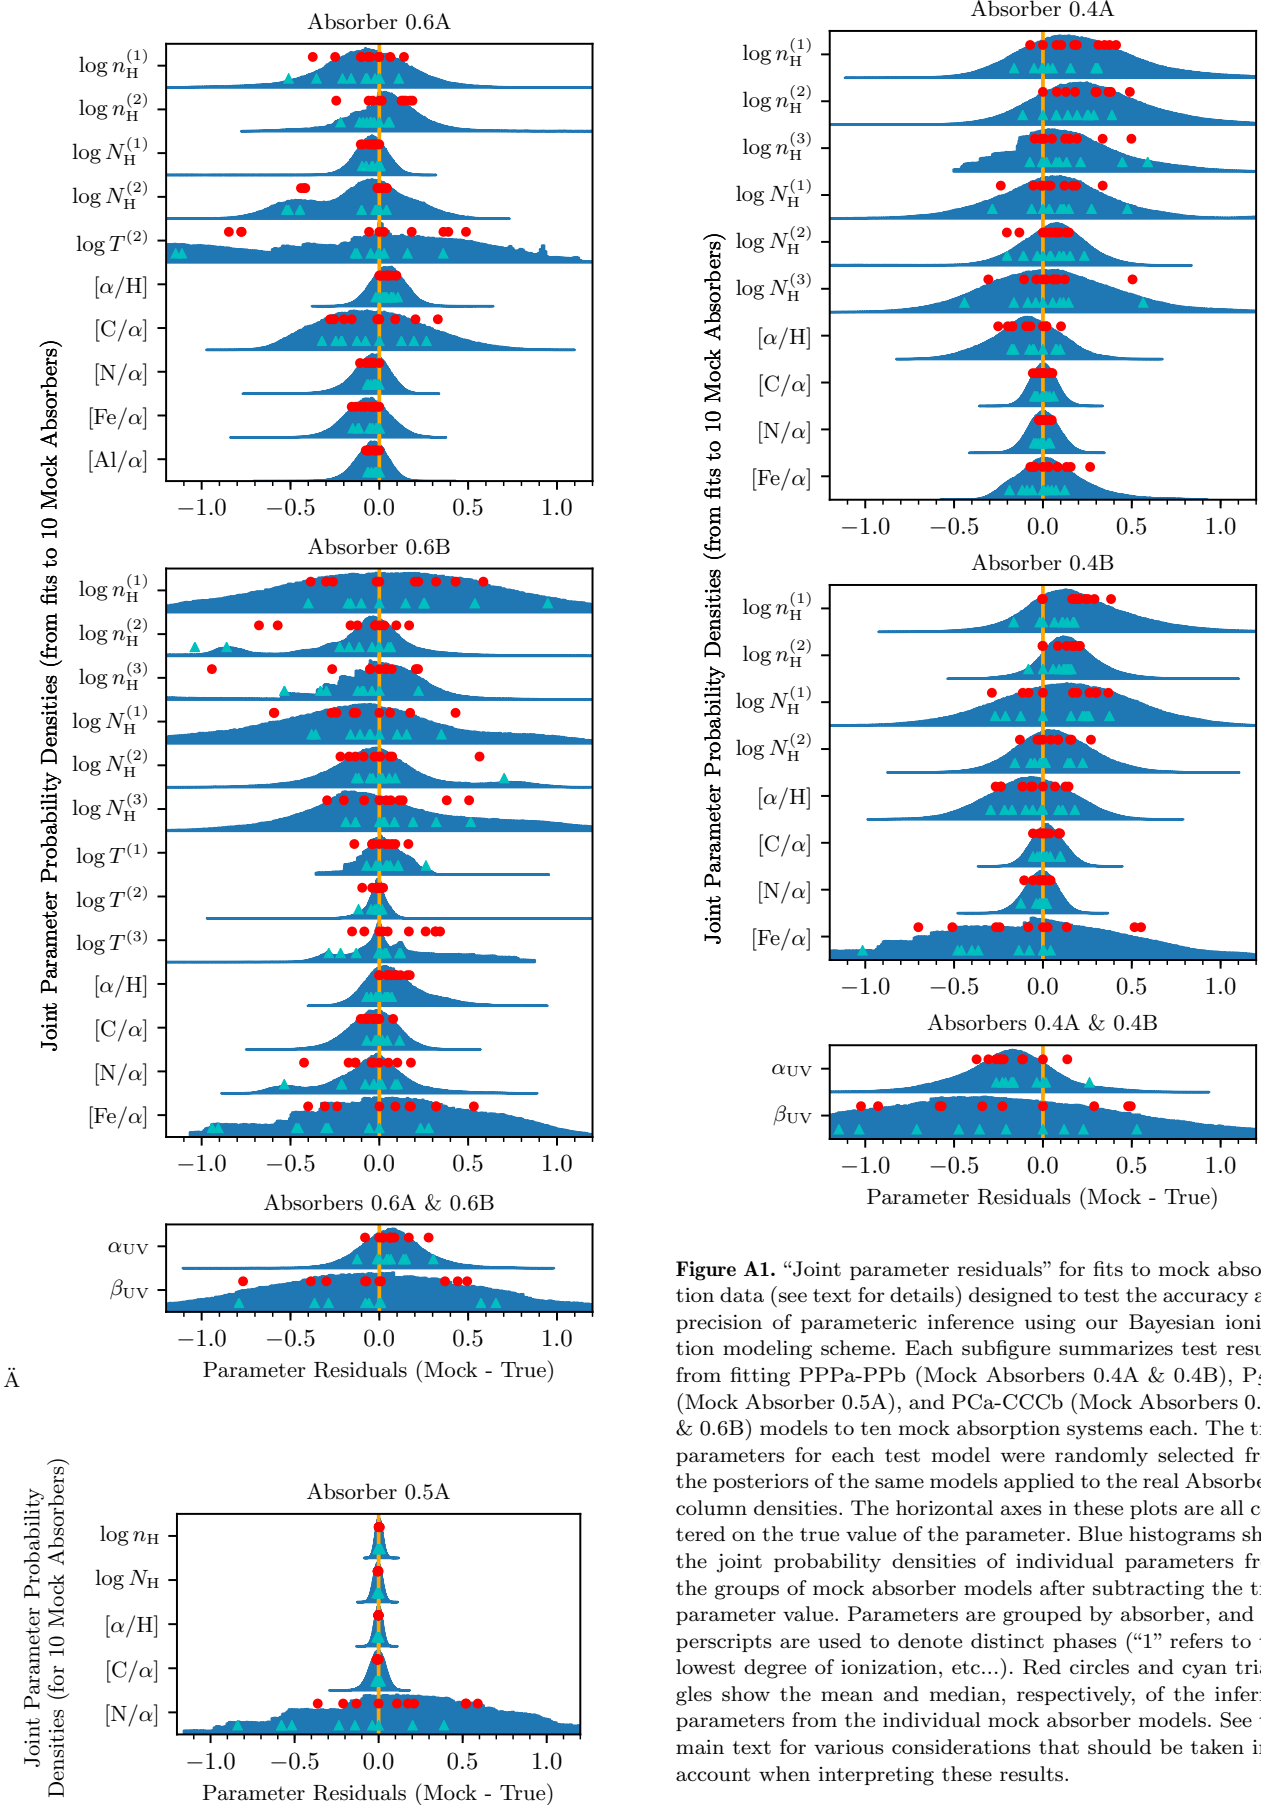 Absorber 0.6A
log n_H^(1)
log n_H^(2)
log N_H^(1)
log N_H^(2)
log T^(2)
[α/H]
[C/α]
[N/α]
[Fe/α]
[Al/α]
−1.0 −0.5 0.0 0.5 1.0
Absorber 0.6B
log n_H^(1)
log n_H^(2)
log n_H^(3)
log N_H^(1)
log N_H^(2)
log N_H^(3)
log T^(1)
log T^(2)
log T^(3)
[α/H]
[C/α]
[N/α]
[Fe/α]
−1.0 −0.5 0.0 0.5 1.0
Absorbers 0.6A & 0.6B
α_UV
β_UV
−1.0 −0.5 0.0 0.5 1.0
Parameter Residuals (Mock - True)
Joint Parameter Probability Densities (from fits to 10 Mock Absorbers)
Ä
Absorber 0.5A
log n_H
log N_H
[α/H]
[C/α]
[N/α]
−1.0 −0.5 0.0 0.5 1.0
Parameter Residuals (Mock - True)
Joint Parameter Probability
Densities (for 10 Mock Absorbers)
Absorber 0.4A
log n_H^(1)
log n_H^(2)
log n_H^(3)
log N_H^(1)
log N_H^(2)
log N_H^(3)
[α/H]
[C/α]
[N/α]
[Fe/α]
−1.0 −0.5 0.0 0.5 1.0
Absorber 0.4B
log n_H^(1)
log n_H^(2)
log N_H^(1)
log N_H^(2)
[α/H]
[C/α]
[N/α]
[Fe/α]
−1.0 −0.5 0.0 0.5 1.0
Absorbers 0.4A & 0.4B
α_UV
β_UV
−1.0 −0.5 0.0 0.5 1.0
Parameter Residuals (Mock - True)
Joint Parameter Probability Densities (from fits to 10 Mock Absorbers)
Figure A1. “Joint parameter residuals” for fits to mock absor
tion data (see text for details) designed to test the accuracy a
precision of parameteric inference using our Bayesian ioni
tion modeling scheme. Each subfigure summarizes test resu
from fitting PPPa-PPb (Mock Absorbers 0.4A & 0.4B),
(Mock Absorber 0.5A), and PCa-CCCb (Mock Absorbers 0.
& 0.6B) models to ten mock absorption systems each. The
parameters for each test model were randomly selected
the posteriors of the same models applied to the real Absorbe
column densities. The horizontal axes in these plots are all
tered on the true value of the parameter. Blue histograms
the joint probability densities of individual parameters
the groups of mock absorber models after subtracting the
parameter value. Parameters are grouped by absorber, and
perscripts are used to denote distinct phases (“1” refers to
lowest degree of ionization, etc...). Red circles and cyan
gles show the mean and median, respectively, of the
parameters from the individual mock absorber models. See
main text for various considerations that should be taken
account when interpreting these results.